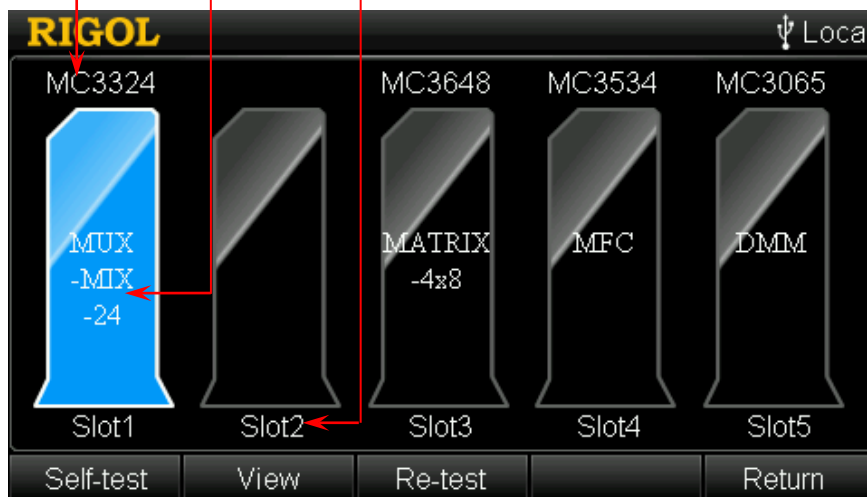 RIGOL
Loca
MC3324 MC3648 MC3534 MC3065
MUX MATRIX MFC DMM
-MIX -4x8
-24
Slot1 Slot2 Slot3 Slot4 Slot5
Self-test View Re-test Return